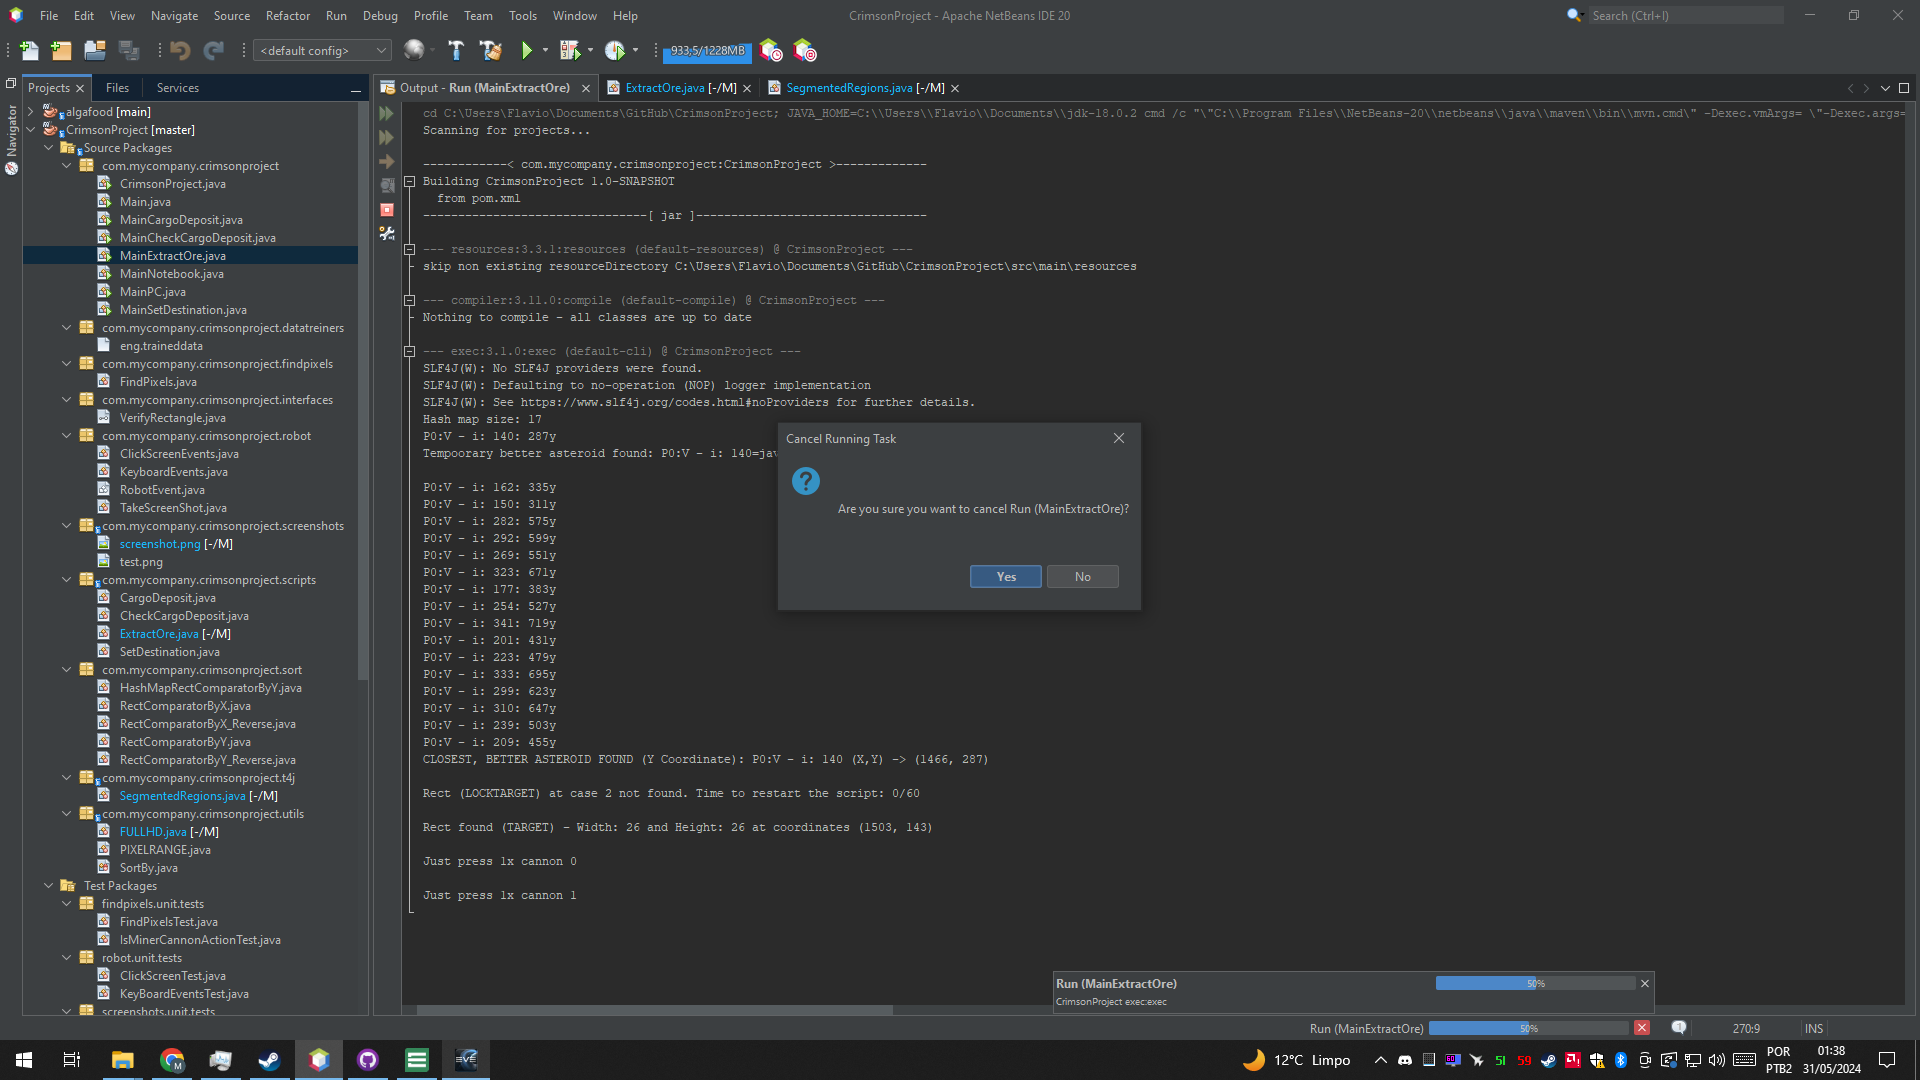 File Edit View Navigate Source Refactor Run Debug Profile Team Tools Window Help
CrimsonProject - Apache NetBeans IDE 20
Search (Ctrl+I)
<default config>
933,5/1228MB
Projects Files Services
Output - Run (MainExtractOre) ExtractOre.java [-/M] SegmentedRegions.java [-/M]
Navigator
algafood [main]
CrimsonProject [master]
Source Packages
com.mycompany.crimsonproject
CrimsonProject.java
Main.java
MainCargoDeposit.java
MainCheckCargoDeposit.java
MainExtractOre.java
MainNotebook.java
MainPC.java
MainSetDestination.java
com.mycompany.crimsonproject.datatreiners
eng.traineddata
com.mycompany.crimsonproject.findpixels
FindPixels.java
com.mycompany.crimsonproject.interfaces
VerifyRectangle.java
com.mycompany.crimsonproject.robot
ClickScreenEvents.java
KeyboardEvents.java
RobotEvent.java
TakeScreenShot.java
com.mycompany.crimsonproject.screenshots
screenshot.png [-/M]
test.png
com.mycompany.crimsonproject.scripts
CargoDeposit.java
CheckCargoDeposit.java
ExtractOre.java [-/M]
SetDestination.java
com.mycompany.crimsonproject.sort
HashMapRectComparatorByY.java
RectComparatorByX.java
RectComparatorByX_Reverse.java
RectComparatorByY.java
RectComparatorByY_Reverse.java
com.mycompany.crimsonproject.t4j
SegmentedRegions.java [-/M]
com.mycompany.crimsonproject.utils
FULLHD.java [-/M]
PIXELRANGE.java
SortBy.java
Test Packages
findpixels.unit.tests
FindPixelsTest.java
IsMinerCannonActionTest.java
robot.unit.tests
ClickScreenTest.java
KeyBoardEventsTest.java
screenshots.unit.tests
cd C:\Users\Flavio\Documents\GitHub\CrimsonProject; JAVA_HOME=C:\\Users\\Flavio\\Documents\\jdk-18.0.2 cmd /c "\"C:\\Program Files\\NetBeans-20\\netbeans\\java\\maven\\bin\\mvn.cmd\" -Dexec.vmArgs= \"-Dexec.args=
Scanning for projects...
------------< com.mycompany.crimsonproject:CrimsonProject >-------------
Building CrimsonProject 1.0-SNAPSHOT
from pom.xml
--------------------------------[ jar ]---------------------------------
--- resources:3.3.1:resources (default-resources) @ CrimsonProject ---
skip non existing resourceDirectory C:\Users\Flavio\Documents\GitHub\CrimsonProject\src\main\resources
--- compiler:3.11.0:compile (default-compile) @ CrimsonProject ---
Nothing to compile - all classes are up to date
--- exec:3.1.0:exec (default-cli) @ CrimsonProject ---
SLF4J(W): No SLF4J providers were found.
SLF4J(W): Defaulting to no-operation (NOP) logger implementation
SLF4J(W): See https://www.slf4j.org/codes.html#noProviders for further details.
Hash map size: 17
P0:V - i: 140: 287y
Tempoorary better asteroid found: P0:V - i: 140=jav
P0:V - i: 162: 335y
P0:V - i: 150: 311y
P0:V - i: 282: 575y
P0:V - i: 292: 599y
P0:V - i: 269: 551y
P0:V - i: 323: 671y
P0:V - i: 177: 383y
P0:V - i: 254: 527y
P0:V - i: 341: 719y
P0:V - i: 201: 431y
P0:V - i: 223: 479y
P0:V - i: 333: 695y
P0:V - i: 299: 623y
P0:V - i: 310: 647y
P0:V - i: 239: 503y
P0:V - i: 209: 455y
CLOSEST, BETTER ASTEROID FOUND (Y Coordinate): P0:V - i: 140 (X,Y) -> (1466, 287)
Rect (LOCKTARGET) at case 2 not found. Time to restart the script: 0/60
Rect found (TARGET) - Width: 26 and Height: 26 at coordinates (1503, 143)
Just press 1x cannon 0
Just press 1x cannon 1
Cancel Running Task
Are you sure you want to cancel Run (MainExtractOre)?
Yes No
Run (MainExtractOre) 50%
CrimsonProject exec:exec
Run (MainExtractOre) 50% 270:9 INS
12°C Limpo
51 59
POR
PTB2
01:38
31/05/2024